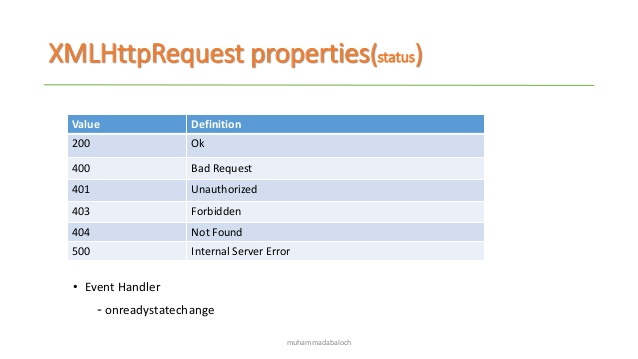 XMLHttpRequest properties(status)
Value Definition
200 Ok
400 Bad Request
401 Unauthorized
403 Forbidden
404 Not Found
500 Internal Server Error
• Event Handler
- onreadystatechange
muhammadabaloch